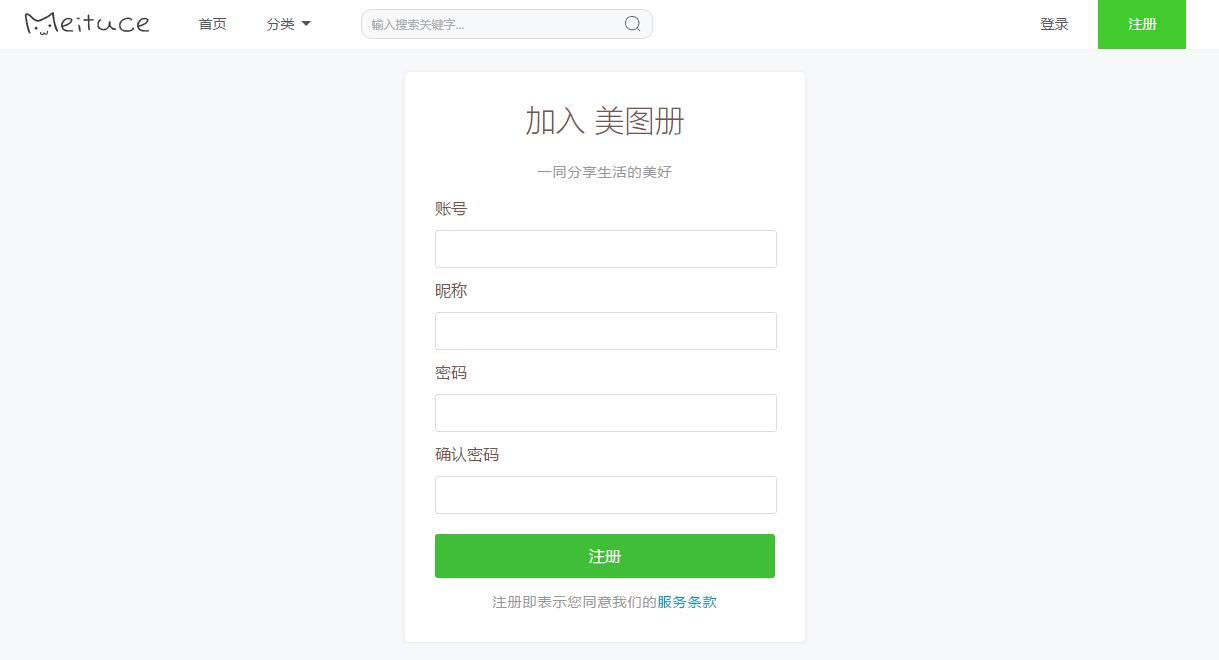 Meituce 首页 分类 输入搜索关键字... 登录 注册
加入 美图册
一同分享生活的美好
账号
昵称
密码
确认密码
注册
注册即表示您同意我们的服务条款